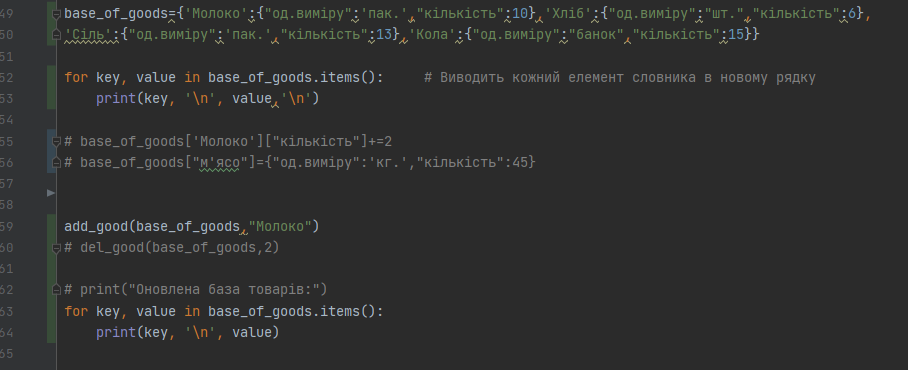 49 base_of_goods={'Молоко':{"од.виміру":'пак.',"кількість":10},'Хліб':{"од.виміру":"шт.","кількість":6},
50 'Сіль':{"од.виміру":'пак.',"кількість":13},'Кола':{"од.виміру":"банок","кількість":15}}
51
52 for key, value in base_of_goods.items():     # Виводить кожний елемент словника в новому рядку
53     print(key, '\n', value,'\n')
54
55 # base_of_goods['Молоко']["кількість"]+=2
56 # base_of_goods["м'ясо"]={"од.виміру":'кг.',"кількість":45}
57
58
59 add_good(base_of_goods,"Молоко")
60 # del_good(base_of_goods,2)
61
62 # print("Оновлена база товарів:")
63 for key, value in base_of_goods.items():
64     print(key, '\n', value)
65